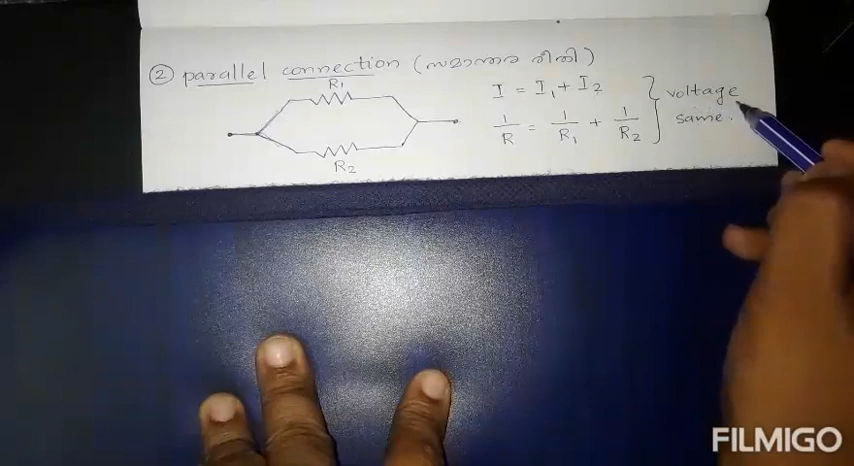 ② parallel connection (സമാന്തര രീതി)
R₁
I = I₁ + I₂
voltage
1/R = 1/R₁ + 1/R₂
same.
R₂
FILMIGO